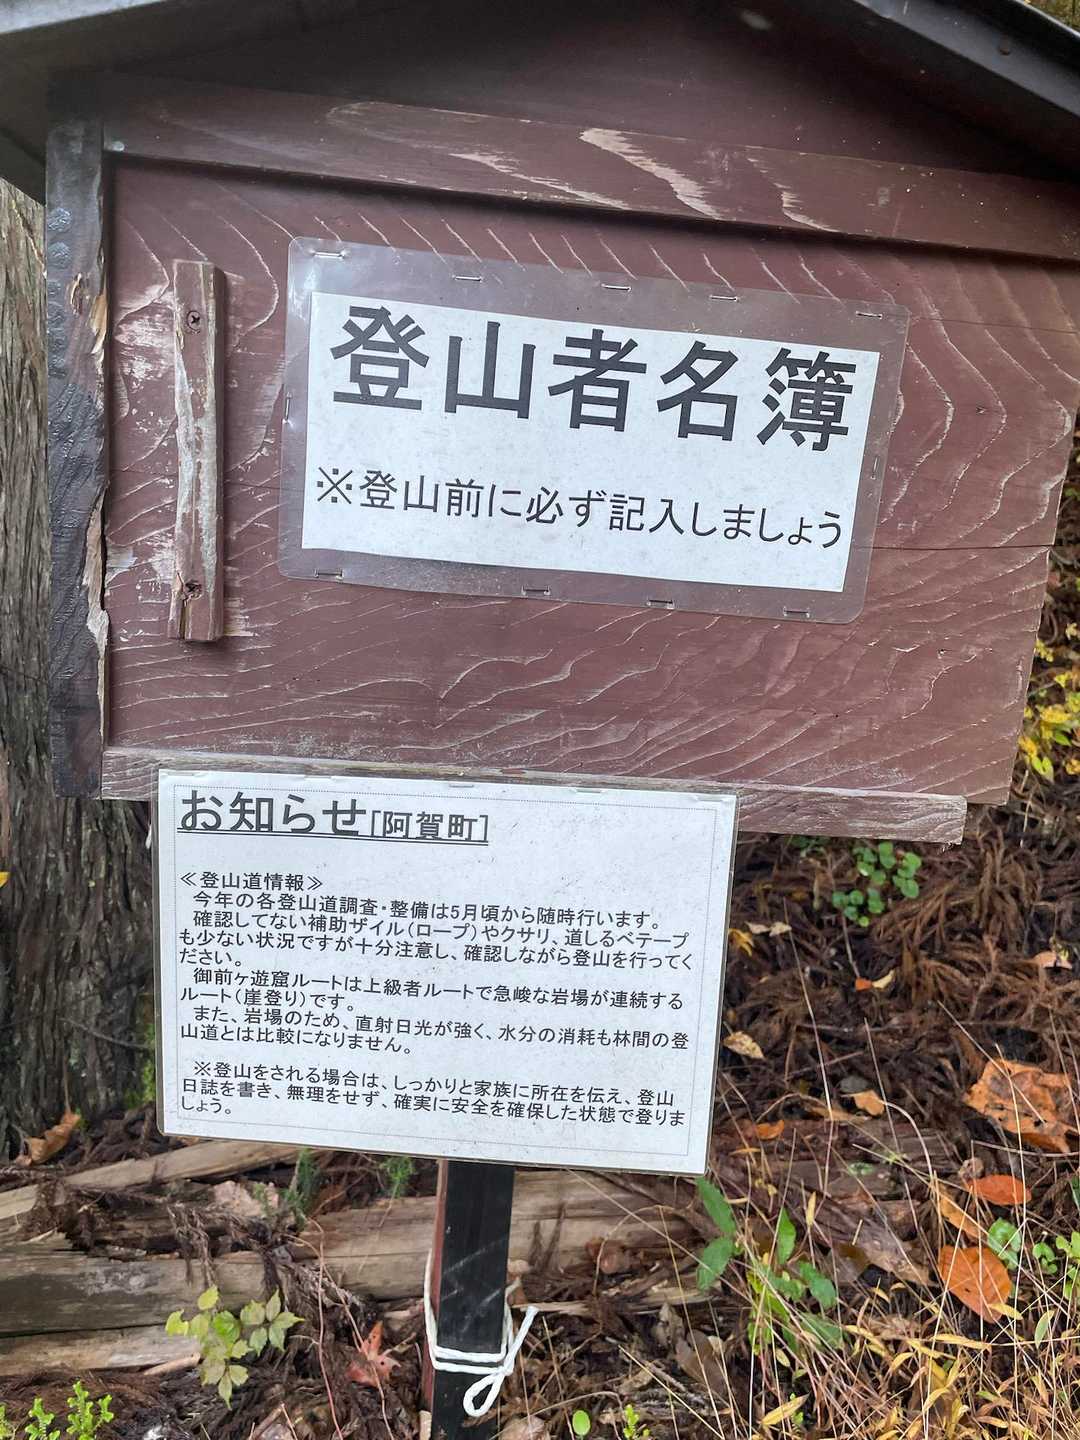 登山者名簿
※登山前に必ず記入しましょう
お知らせ[阿賀町]
≪登山道情報≫
今年の各登山道調査・整備は5月頃から随時行います。
確認してない補助ザイル(ロープ)やクサリ、道しるべテープ
も少ない状況ですが十分注意し、確認しながら登山を行ってく
ださい。
御前ヶ遊窟ルートは上級者ルートで急峻な岩場が連続する
ルート(崖登り)です。
また、岩場のため、直射日光が強く、水分の消耗も林間の登
山道とは比較になりません。
※登山をされる場合は、しっかりと家族に所在を伝え、登山
日誌を書き、無理をせず、確実に安全を確保した状態で登りま
しょう。